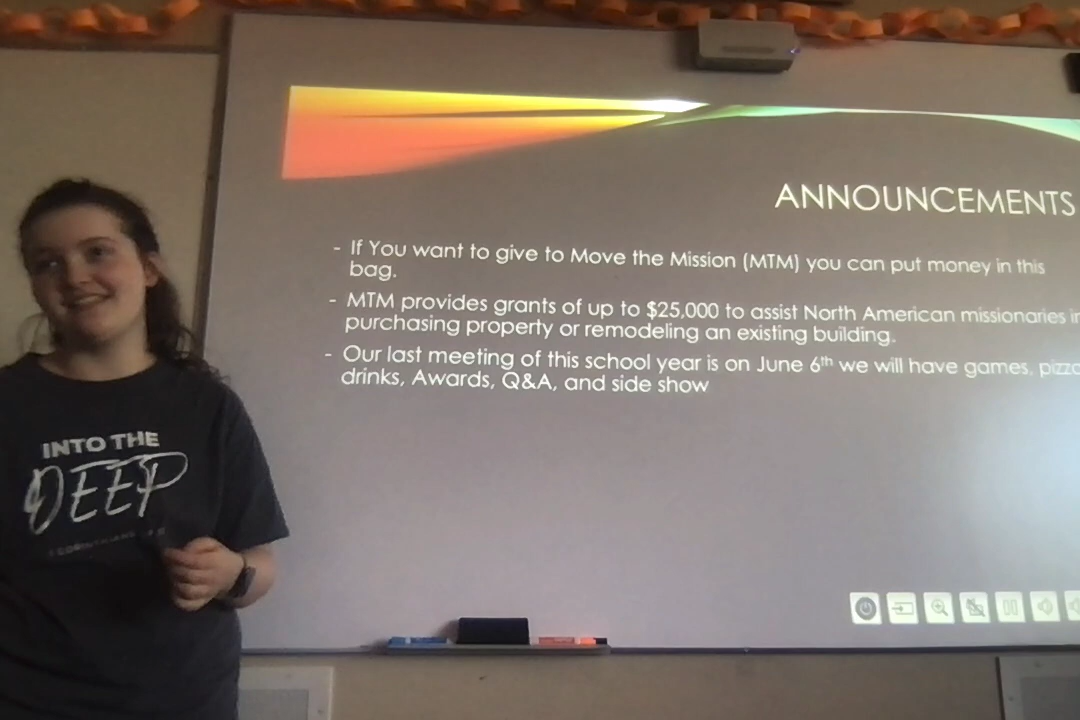 ANNOUNCEMENTS
- If You want to give to Move the Mission (MTM) you can put money in this
bag.
- MTM provides grants of up to $25,000 to assist North American missionaries in
purchasing property or remodeling an existing building.
- Our last meeting of this school year is on June 6th we will have games, pizza
drinks, Awards, Q&A, and side show
INTO THE
DEEP